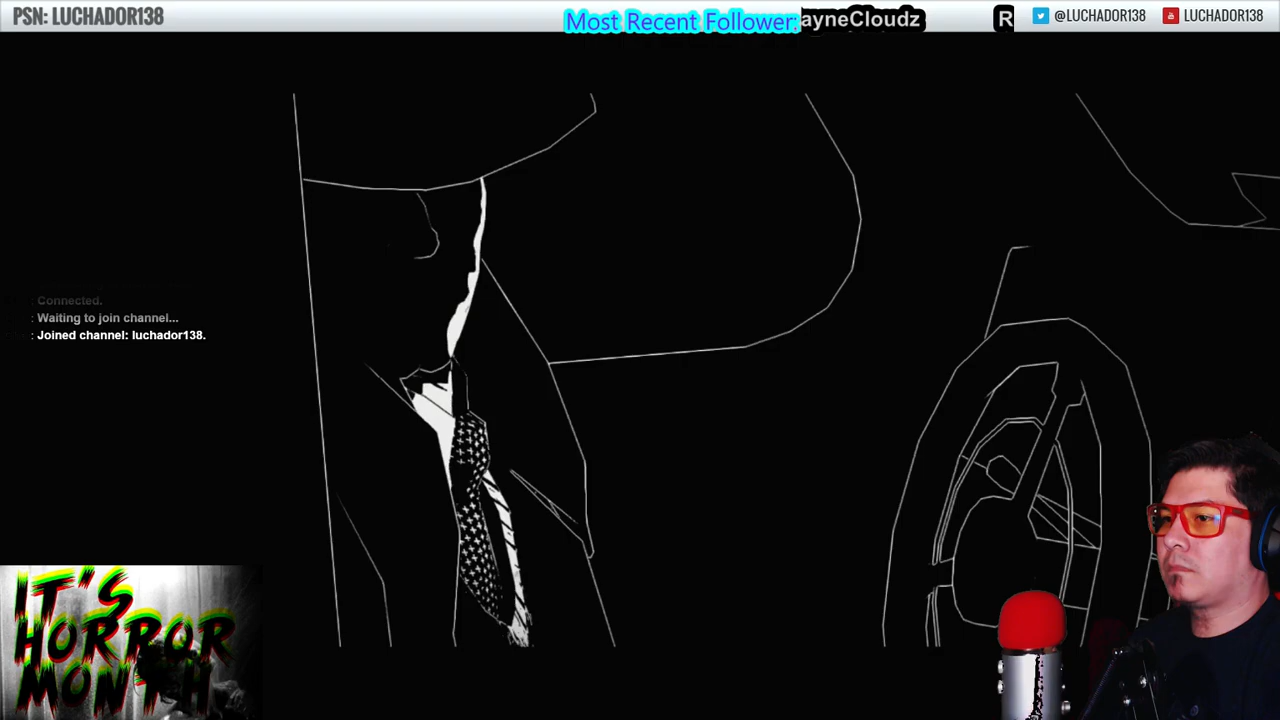 PSN: LUCHADOR138
Most Recent Follower: ayneCloudz
R
@LUCHADOR138
LUCHADOR138
: Connected.
: Waiting to join channel...
: Joined channel: luchador138.
IT'S
HORROR
MONTH